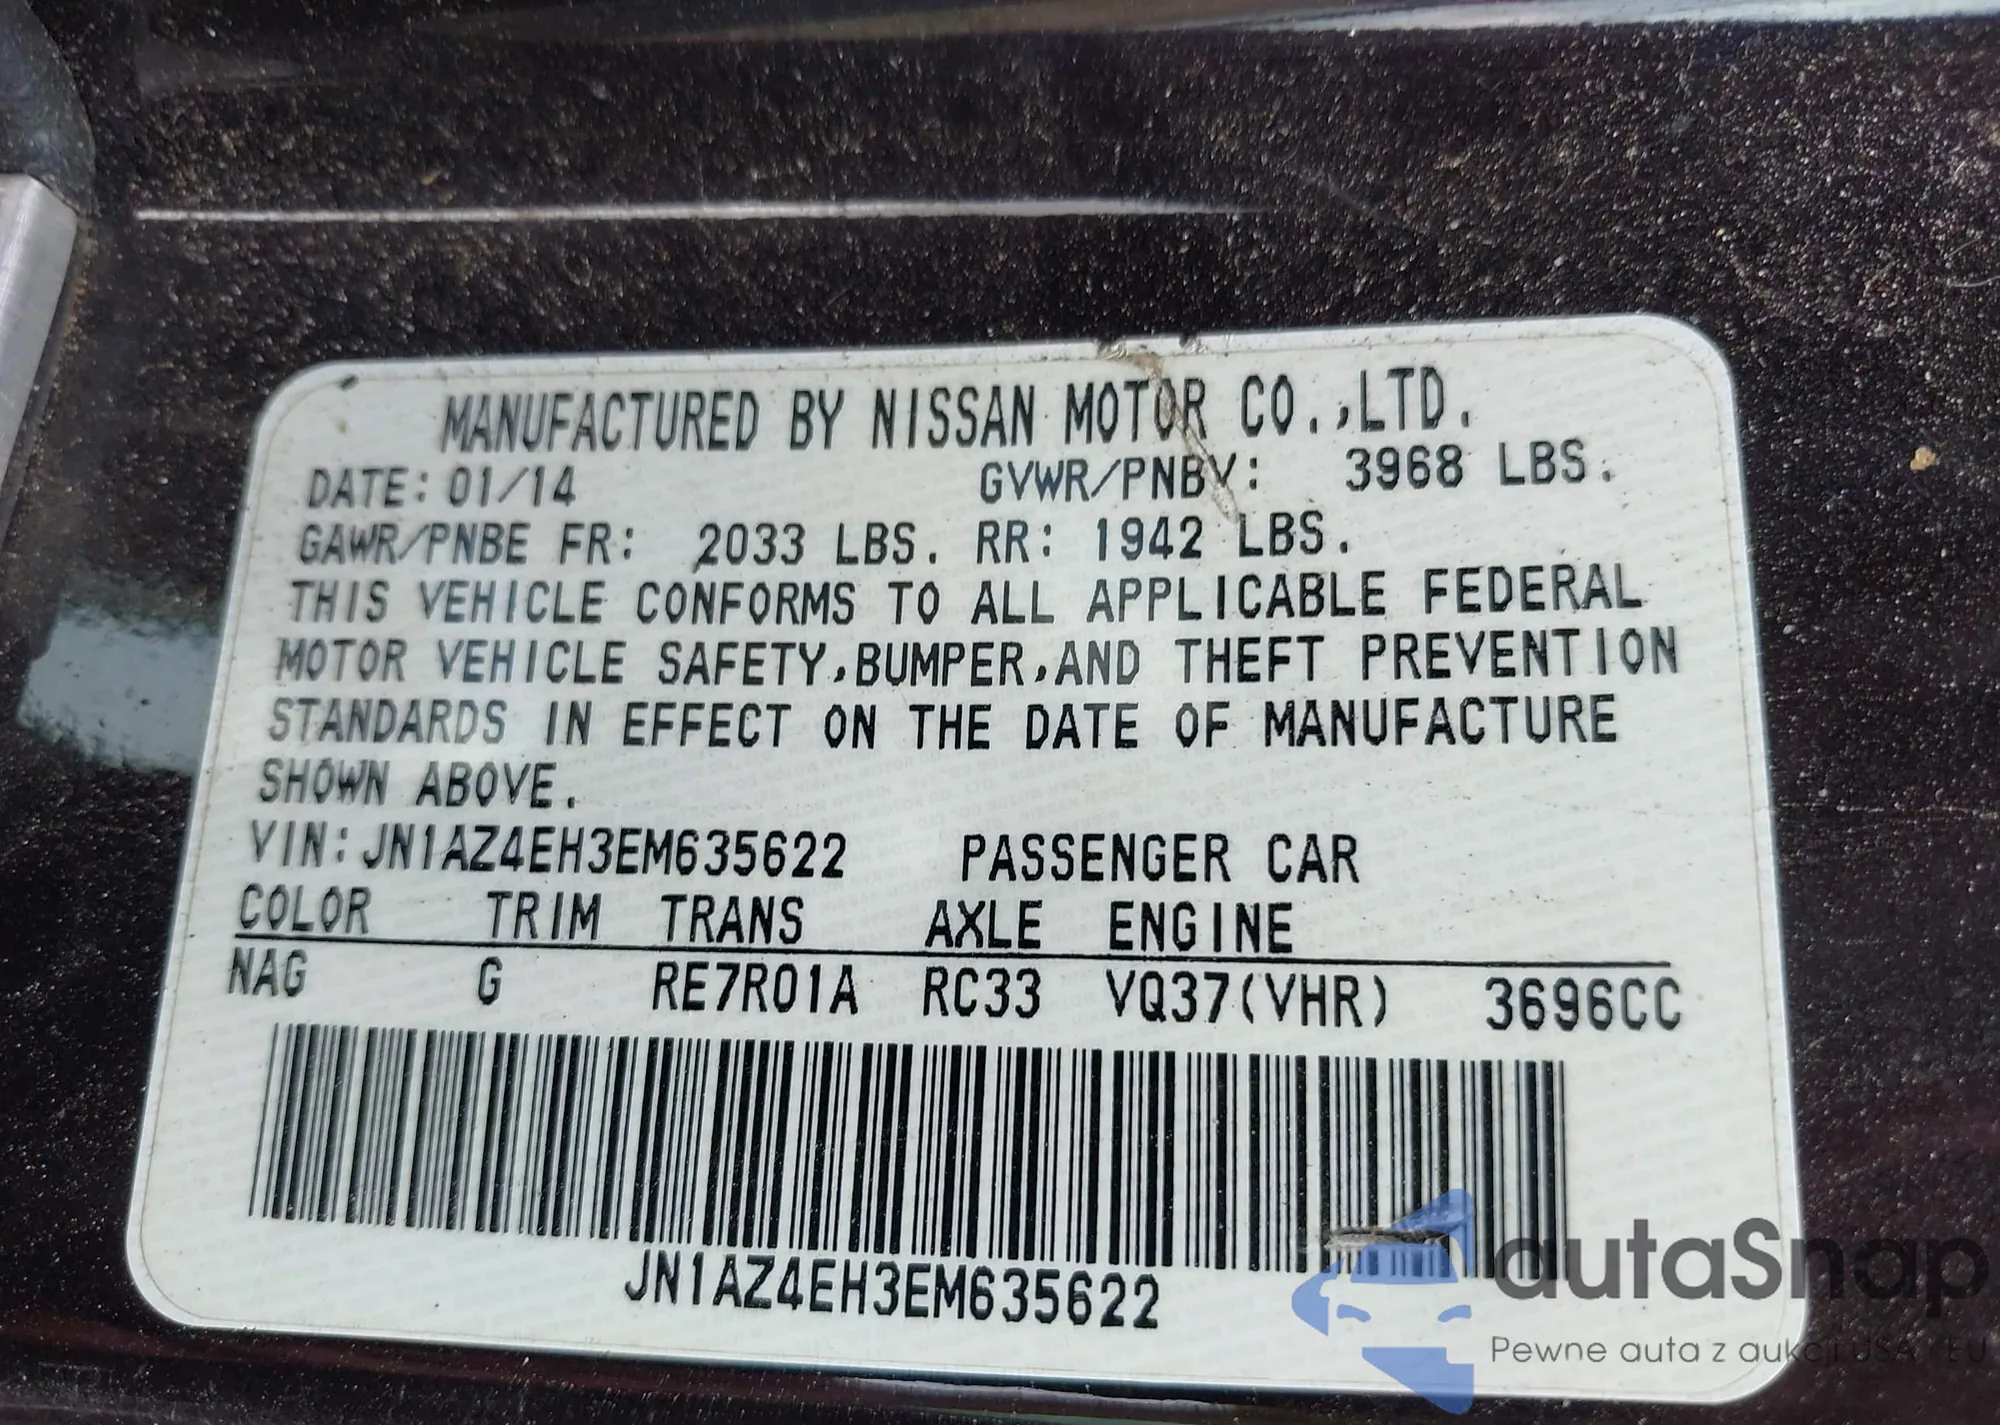 MANUFACTURED BY NISSAN MOTOR CO.,LTD.
DATE: 01/14 GVWR/PNBV: 3968 LBS.
GAWR/PNBE FR: 2033 LBS. RR: 1942 LBS.
THIS VEHICLE CONFORMS TO ALL APPLICABLE FEDERAL
MOTOR VEHICLE SAFETY,BUMPER,AND THEFT PREVENTION
STANDARDS IN EFFECT ON THE DATE OF MANUFACTURE
SHOWN ABOVE.
VIN:JN1AZ4EH3EM635622 PASSENGER CAR
COLOR TRIM TRANS AXLE ENGINE
NAG G RE7R01A RC33 VQ37(VHR) 3696CC
JN1AZ4EH3EM635622
autaSnap
Pewne auta z aukcji USA EU